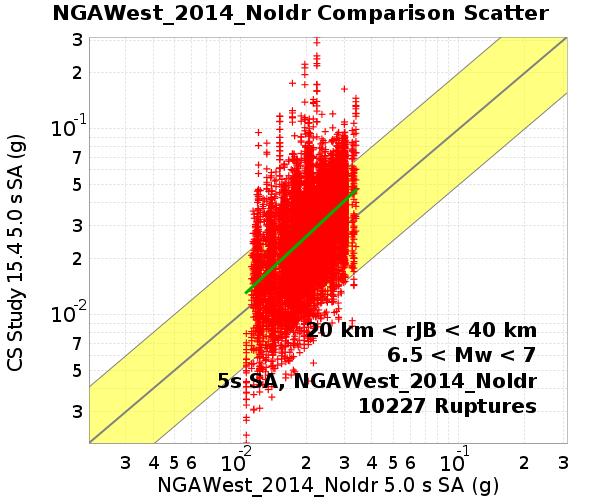 NGAWest_2014_NoIdr Comparison Scatter
3
2
10-1
7
5
3
2
10-2
7
5
3
CS Study 15.4 5.0 s SA (g)
20 km < rJB < 40 km
6.5 < Mw < 7
5s SA, NGAWest_2014_NoIdr
10227 Ruptures
3 4 5 6 10-2 2 3 4 5 6 10-1 2 3
NGAWest_2014_NoIdr 5.0 s SA (g)